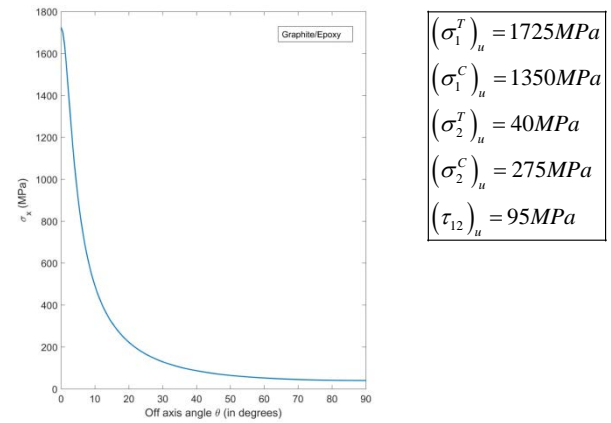 1800
1600
1400
1200
1000
800
600
400
200
0
σx (MPa)
Graphite/Epoxy
0 10 20 30 40 50 60 70 80 90
Off axis angle θ (in degrees)
(σ₁ᵀ)ᵤ = 1725MPa
(σ₁ᶜ)ᵤ = 1350MPa
(σ₂ᵀ)ᵤ = 40MPa
(σ₂ᶜ)ᵤ = 275MPa
(τ₁₂)ᵤ = 95MPa